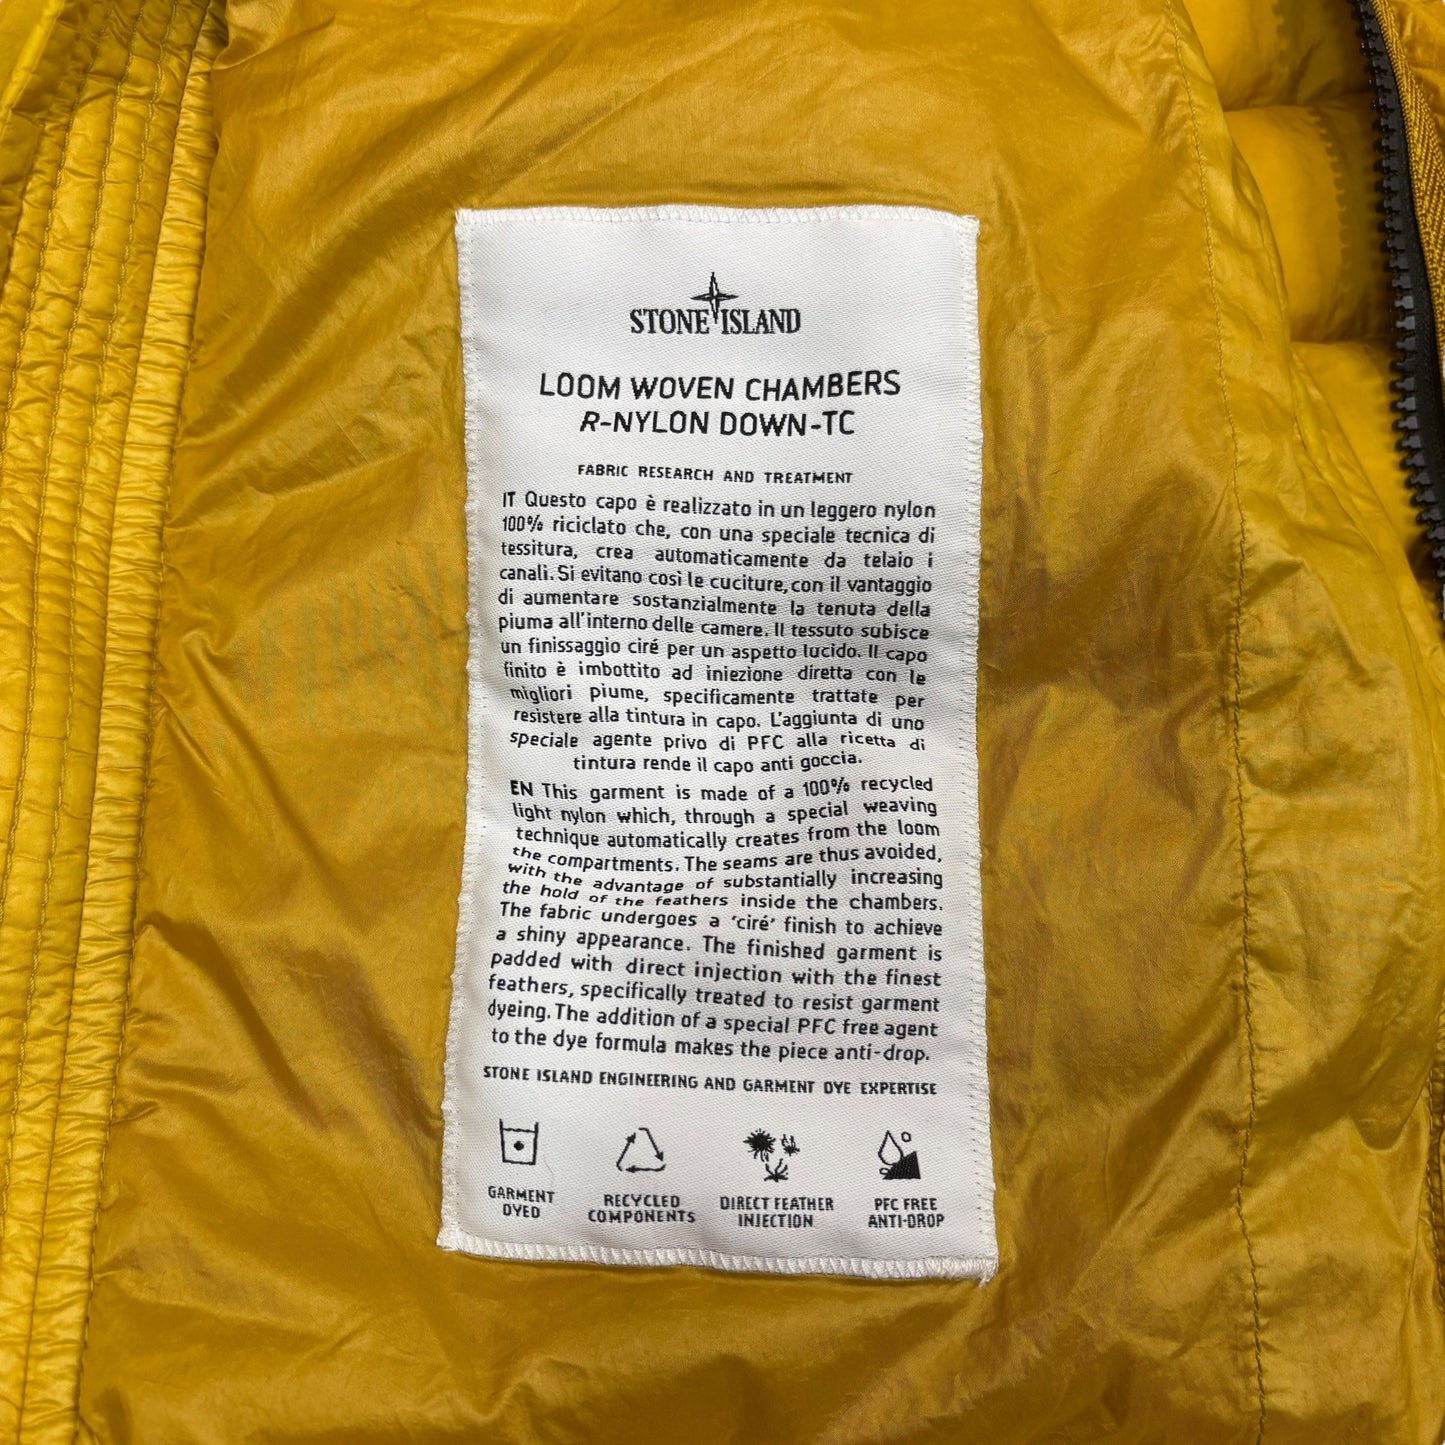 STONE ISLAND
LOOM WOVEN CHAMBERS
R-NYLON DOWN-TC
FABRIC RESEARCH AND TREATMENT
IT Questo capo è realizzato in un leggero nylon
100% riciclato che, con una speciale tecnica di
tessitura, crea automaticamente da telaio i
canali. Si evitano così le cuciture, con il vantaggio
di aumentare sostanzialmente la tenuta della
piuma all'interno delle camere. Il tessuto subisce
un finissaggio ciré per un aspetto lucido. Il capo
finito è imbottito ad iniezione diretta con le
migliori piume, specificamente trattate per
resistere alla tintura in capo. L'aggiunta di uno
speciale agente privo di PFC alla ricetta di
tintura rende il capo anti goccia.
EN This garment is made of a 100% recycled
light nylon which, through a special weaving
technique automatically creates from the loom
the compartments. The seams are thus avoided,
with the advantage of substantially increasing
the hold of the feathers inside the chambers.
The fabric undergoes a ‘ciré’ finish to achieve
a shiny appearance. The finished garment is
padded with direct injection with the finest
feathers, specifically treated to resist garment
dyeing. The addition of a special PFC free agent
to the dye formula makes the piece anti-drop.
STONE ISLAND ENGINEERING AND GARMENT DYE EXPERTISE
GARMENT
DYED
RECYCLED
COMPONENTS
DIRECT FEATHER
INJECTION
PFC FREE
ANTI-DROP